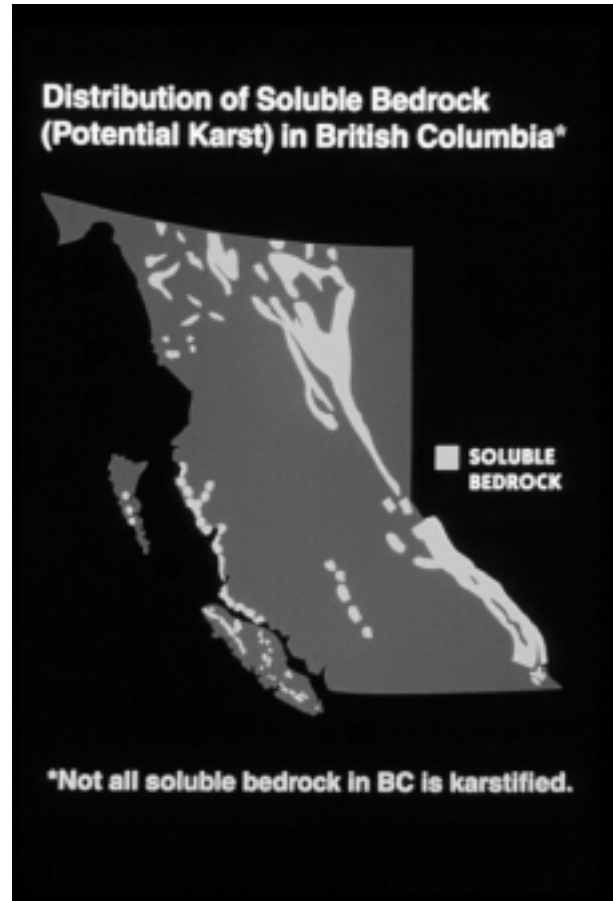 Distribution of Soluble Bedrock
(Potential Karst) in British Columbia*
SOLUBLE
BEDROCK
*Not all soluble bedrock in BC is karstified.